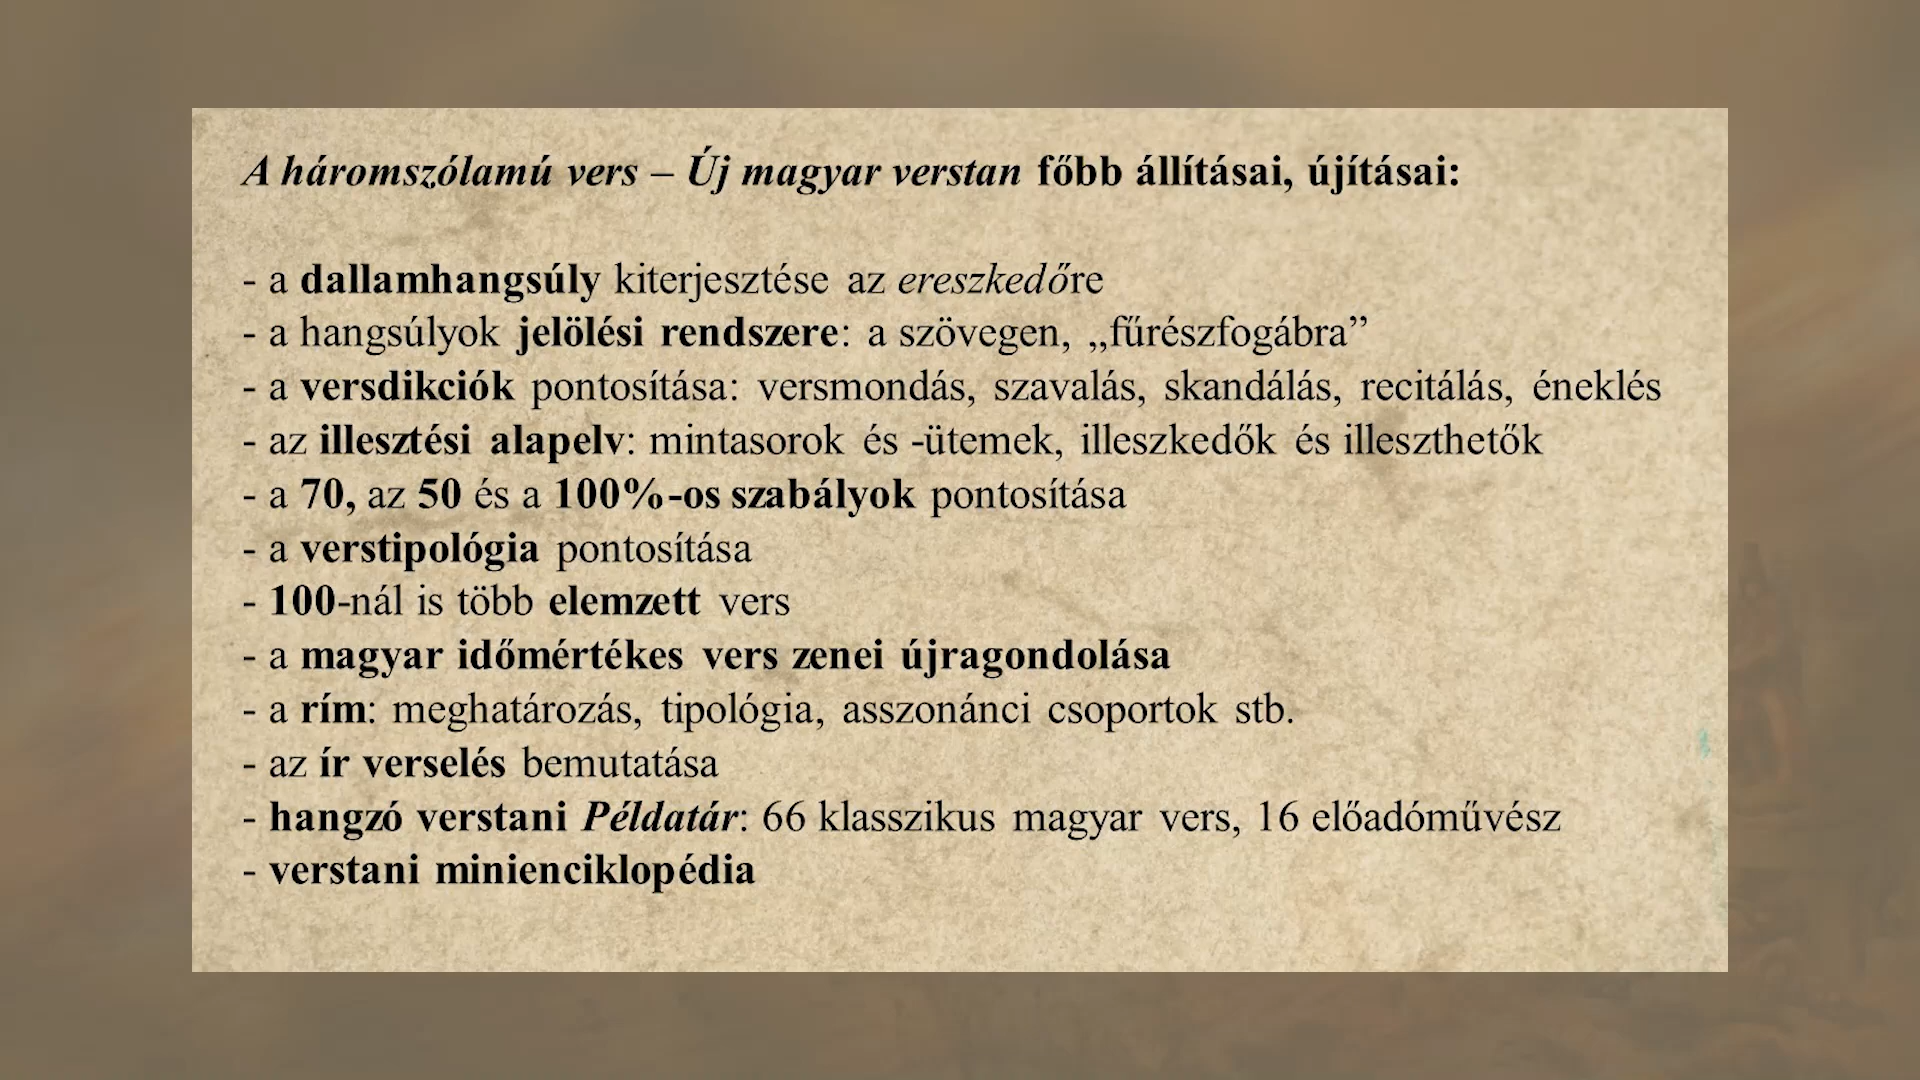 A háromszólamú vers – Új magyar verstan főbb állításai, újításai:
- a dallamhangsúly kiterjesztése az ereszkedőre
- a hangsúlyok jelölési rendszere: a szövegen, „fűrészfogábra”
- a versdikciók pontosítása: versmondás, szavalás, skandálás, recitálás, éneklés
- az illesztési alapelv: mintasorok és -ütemek, illeszkedők és illeszthetők
- a 70, az 50 és a 100%-os szabályok pontosítása
- a verstipológia pontosítása
- 100-nál is több elemzett vers
- a magyar időmértékes vers zenei újragondolása
- a rím: meghatározás, tipológia, asszonánci csoportok stb.
- az ír verselés bemutatása
- hangzó verstani Példatár: 66 klasszikus magyar vers, 16 előadóművész
- verstani minienciklopédia